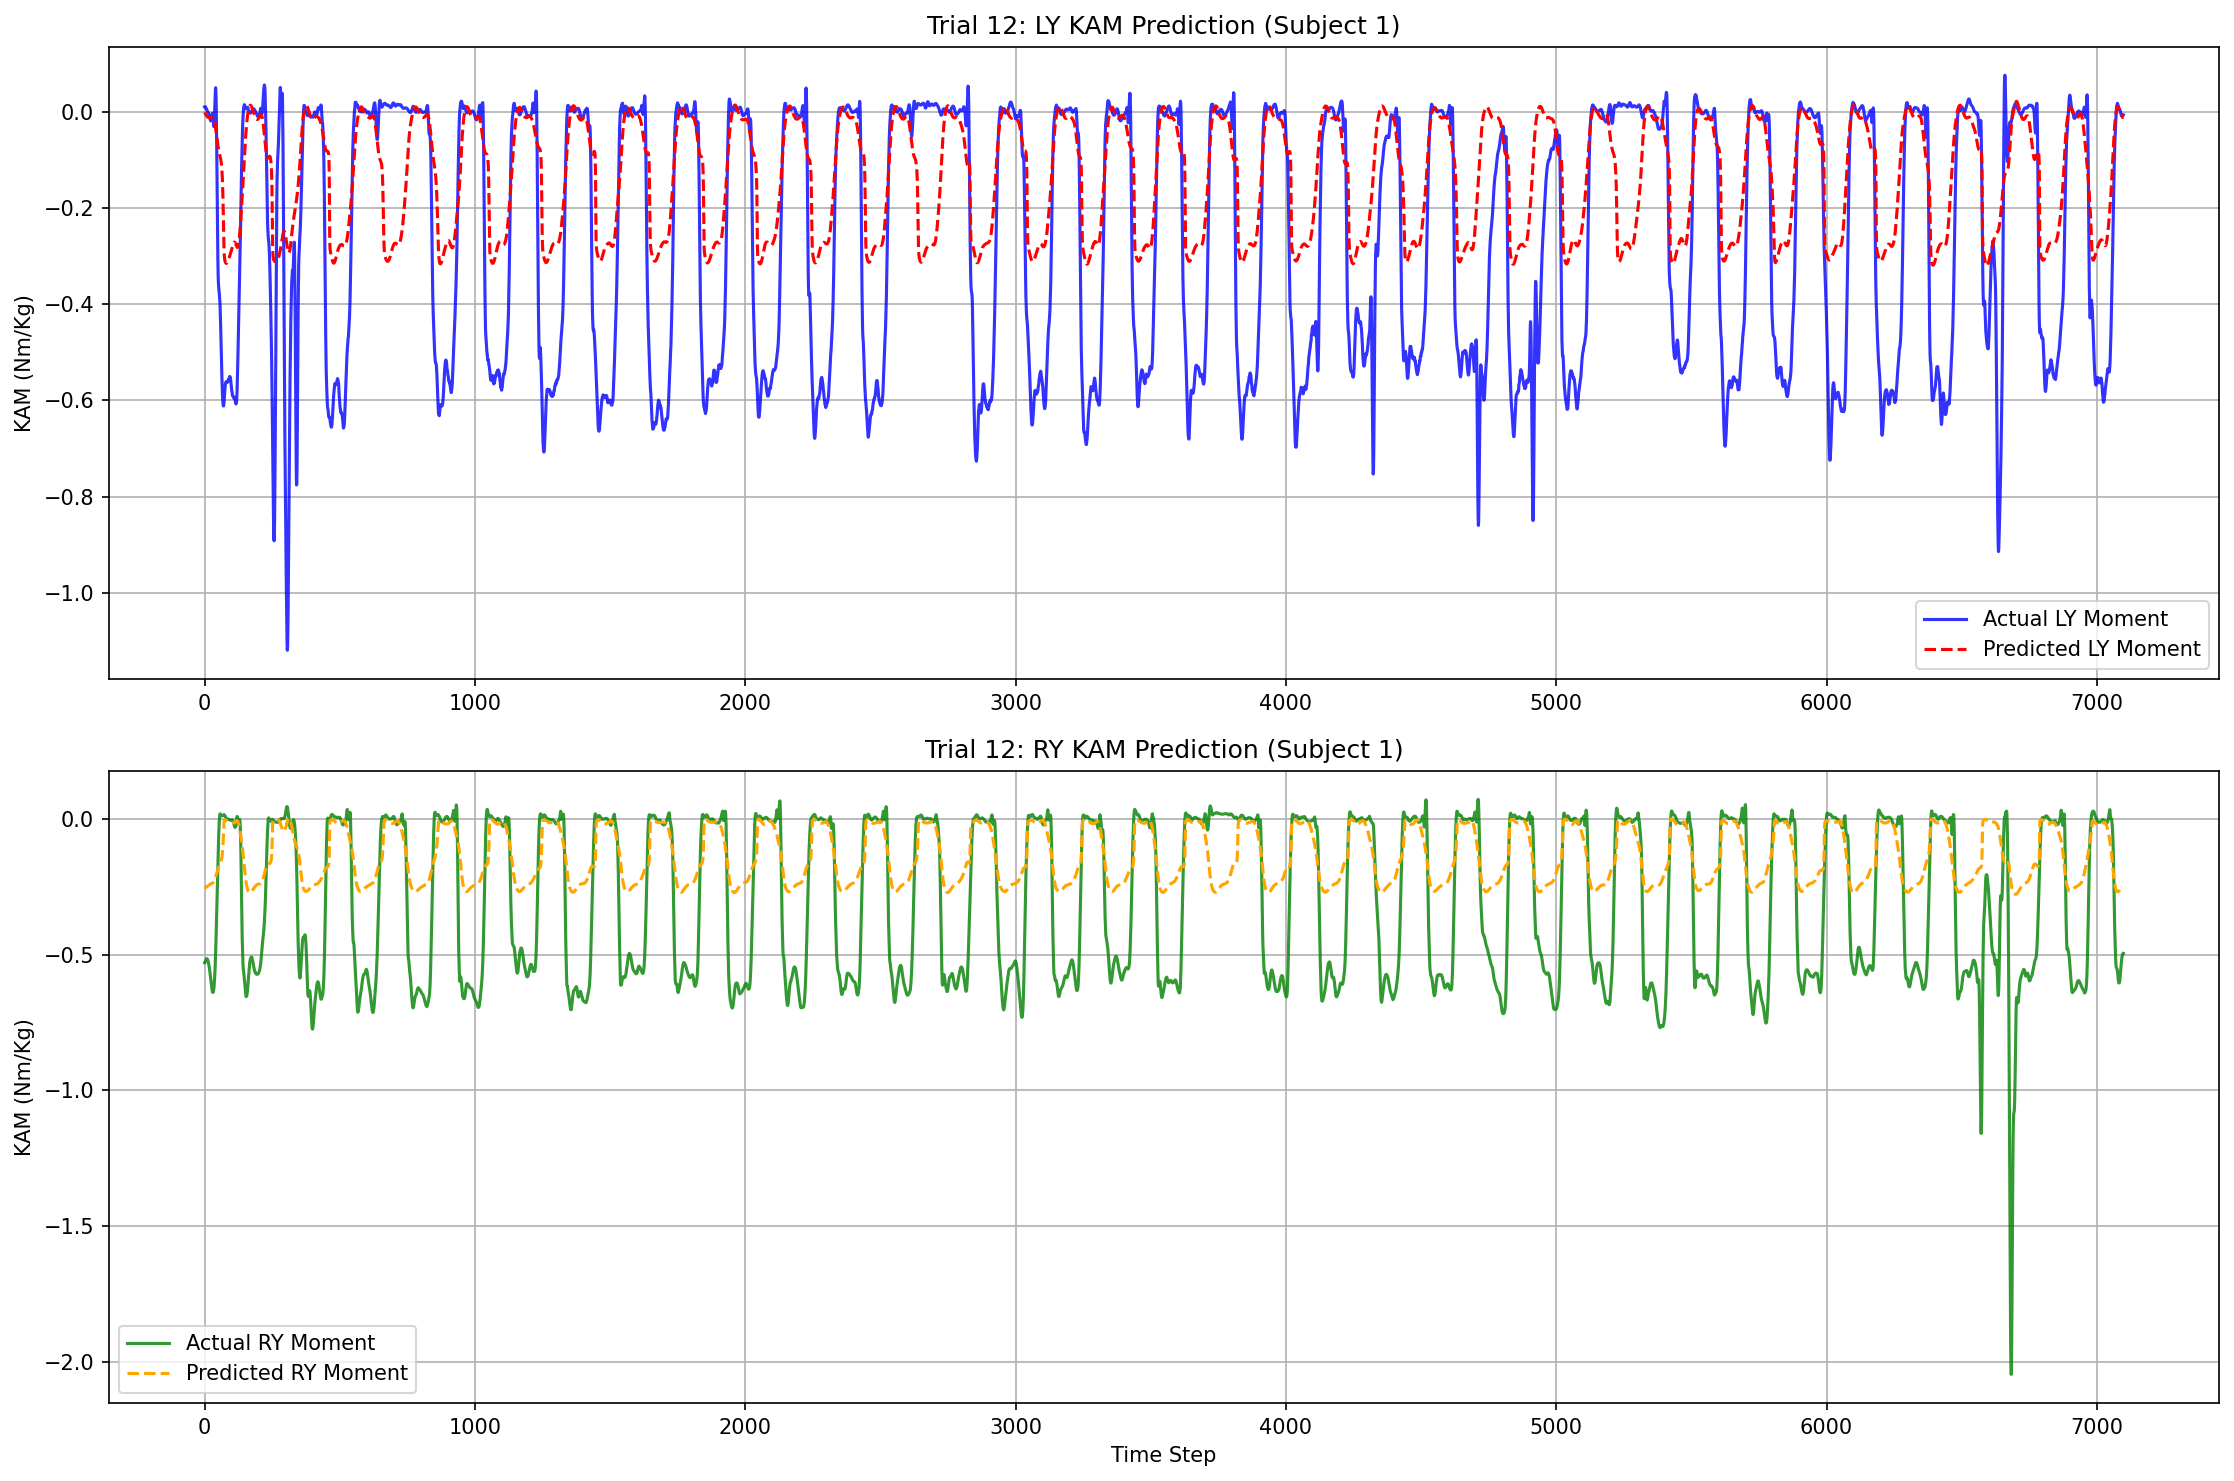 Trial 12: LY KAM Prediction (Subject 1)
KAM (Nm/Kg)
0.0
−0.2
−0.4
−0.6
−0.8
−1.0
Actual LY Moment
Predicted LY Moment
0 1000 2000 3000 4000 5000 6000 7000
Trial 12: RY KAM Prediction (Subject 1)
KAM (Nm/Kg)
0.0
−0.5
−1.0
−1.5
−2.0
Actual RY Moment
Predicted RY Moment
0 1000 2000 3000 4000 5000 6000 7000
Time Step